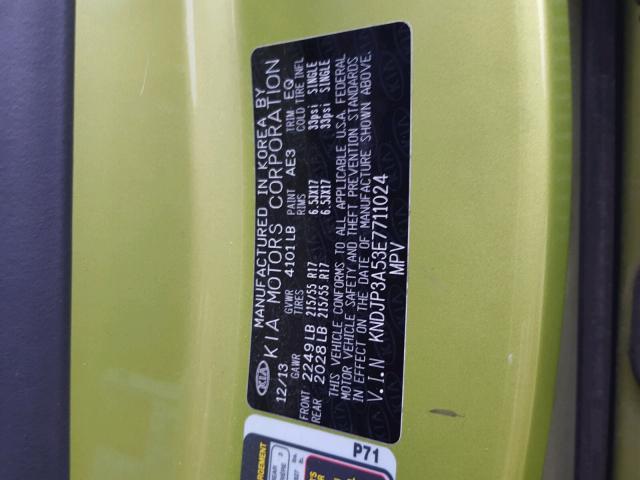 KIA
MANUFACTURED IN KOREA BY
KIA MOTORS CORPORATION
12/13 GVWR 4101LB PAINT AE3 TRIM EQ
GAWR TIRES RIMS COLD TIRE INFL
FRONT 2249LB 215/55 R17 6.5JX17 33psi SINGLE
REAR 2028LB 215/55 R17 6.5JX17 33psi SINGLE
THIS VEHICLE CONFORMS TO ALL APPLICABLE U.S.A. FEDERAL
MOTOR VEHICLE SAFETY AND THEFT PREVENTION STANDARDS
IN EFFECT ON THE DATE OF MANUFACTURE SHOWN ABOVE.
V.I.N KNDJP3A53E7711024
MPV
P71